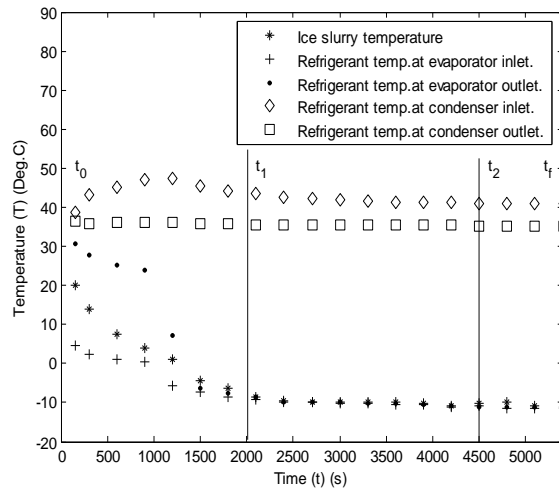 90
80
70
60
50
40
30
20
10
0
-10
-20
Temperature (T) (Deg.C)
Ice slurry temperature
Refrigerant temp.at evaporator inlet.
Refrigerant temp.at evaporator outlet.
Refrigerant temp.at condenser inlet.
Refrigerant temp.at condenser outlet.
t0 t1 t2 tf
0 500 1000 1500 2000 2500 3000 3500 4000 4500 5000
Time (t) (s)